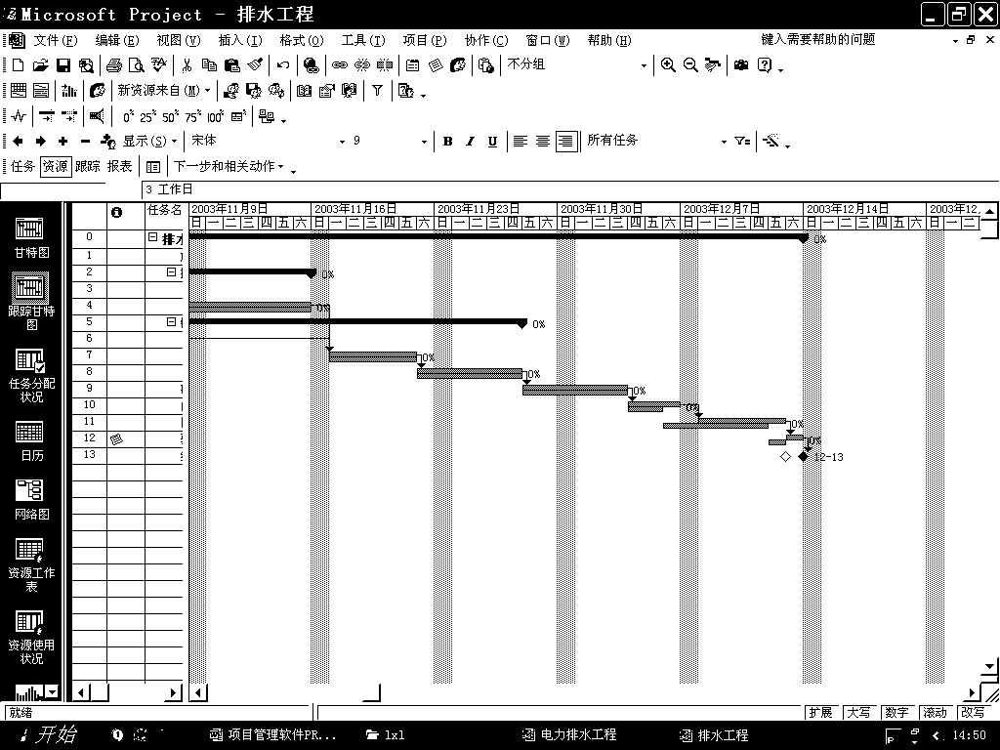 Microsoft Project - 排水工程
文件(F) 编辑(E) 视图(V) 插入(I) 格式(O) 工具(T) 项目(P) 协作(C) 窗口(W) 帮助(H) 键入需要帮助的问题
不分组
新资源来自(M)
0% 25% 50% 75% 100%
显示(S) 宋体 9 B I U 所有任务
任务 资源 跟踪 报表 下一步和相关动作
3 工作日
任务名 2003年11月9日 2003年11月16日 2003年11月23日 2003年11月30日 2003年12月7日 2003年12月14日 2003年12
日 一 二 三 四 五 六 日 一 二 三 四 五 六 日 一 二 三 四 五 六 日 一 二 三 四 五 六 日 一 二 三 四 五 六 日 一 二 三 四 五 六 日 一 二
0 排水 0%
1
2 0%
3
4 0%
5 0%
6
7 0%
8 0%
9 0%
10 0%
11 0%
12 0%
13 12-13
甘特图
跟踪甘特图
任务分配状况
日历
网络图
资源工作表
资源使用状况
就绪 扩展 大写 数字 滚动 改写
开始 项目管理软件PR... lxl 电力排水工程 排水工程 14:50